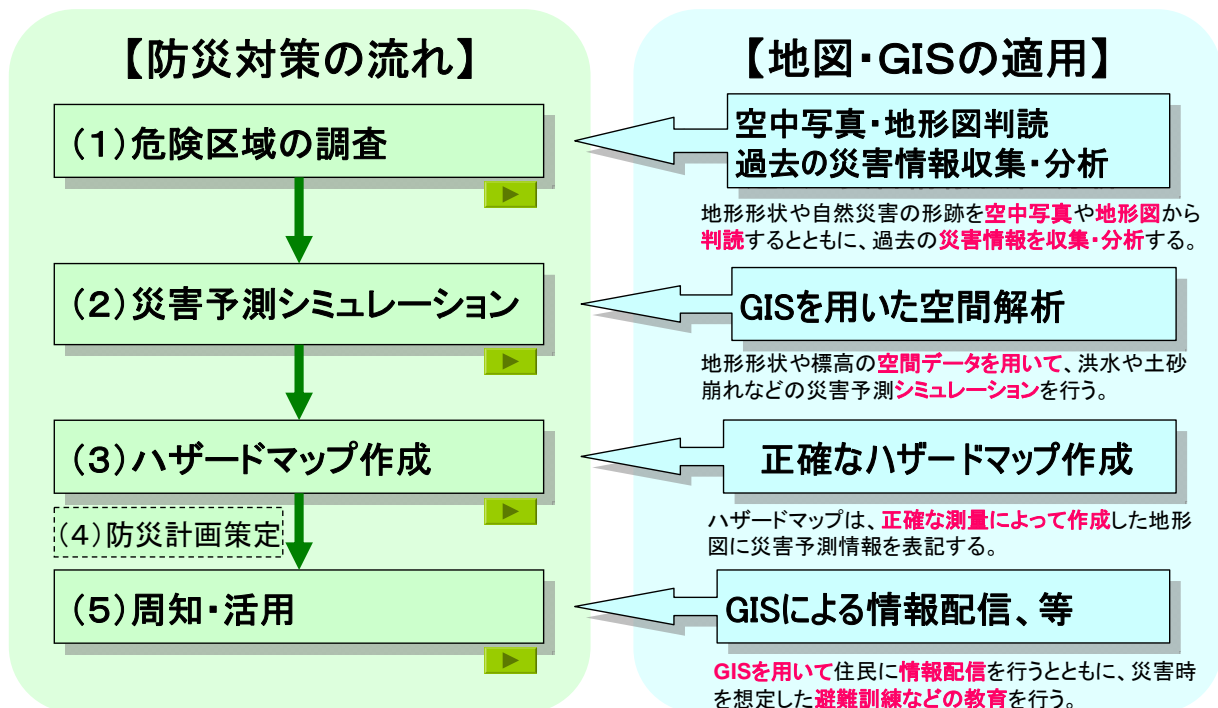 【防災対策の流れ】
(1)危険区域の調査
(2)災害予測シミュレーション
(3)ハザードマップ作成
(4)防災計画策定
(5)周知・活用
【地図・GISの適用】
空中写真・地形図判読
過去の災害情報収集・分析
地形形状や自然災害の形跡を空中写真や地形図から
判読するとともに、過去の災害情報を収集・分析する。
GISを用いた空間解析
地形形状や標高の空間データを用いて、洪水や土砂
崩れなどの災害予測シミュレーションを行う。
正確なハザードマップ作成
ハザードマップは、正確な測量によって作成した地形
図に災害予測情報を表記する。
GISによる情報配信、等
GISを用いて住民に情報配信を行うとともに、災害時
を想定した避難訓練などの教育を行う。